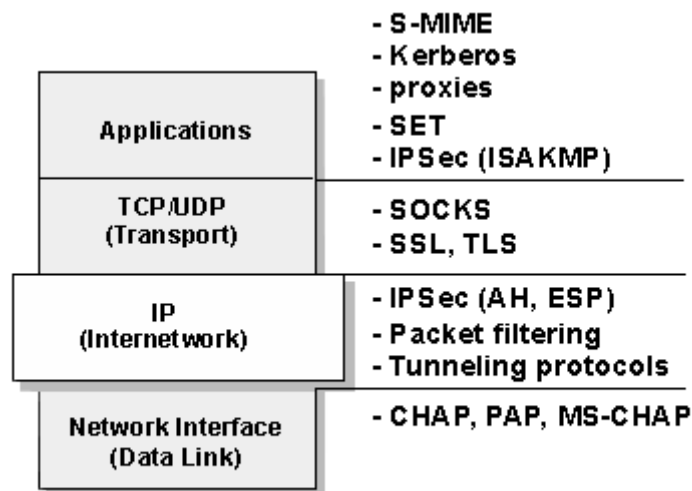 - S-MIME
- Kerberos
- proxies
- SET
- IPSec (ISAKMP)
Applications
TCP/UDP
(Transport)
- SOCKS
- SSL, TLS
IP
(Internetwork)
- IPSec (AH, ESP)
- Packet filtering
- Tunneling protocols
Network Interface
(Data Link)
- CHAP, PAP, MS-CHAP